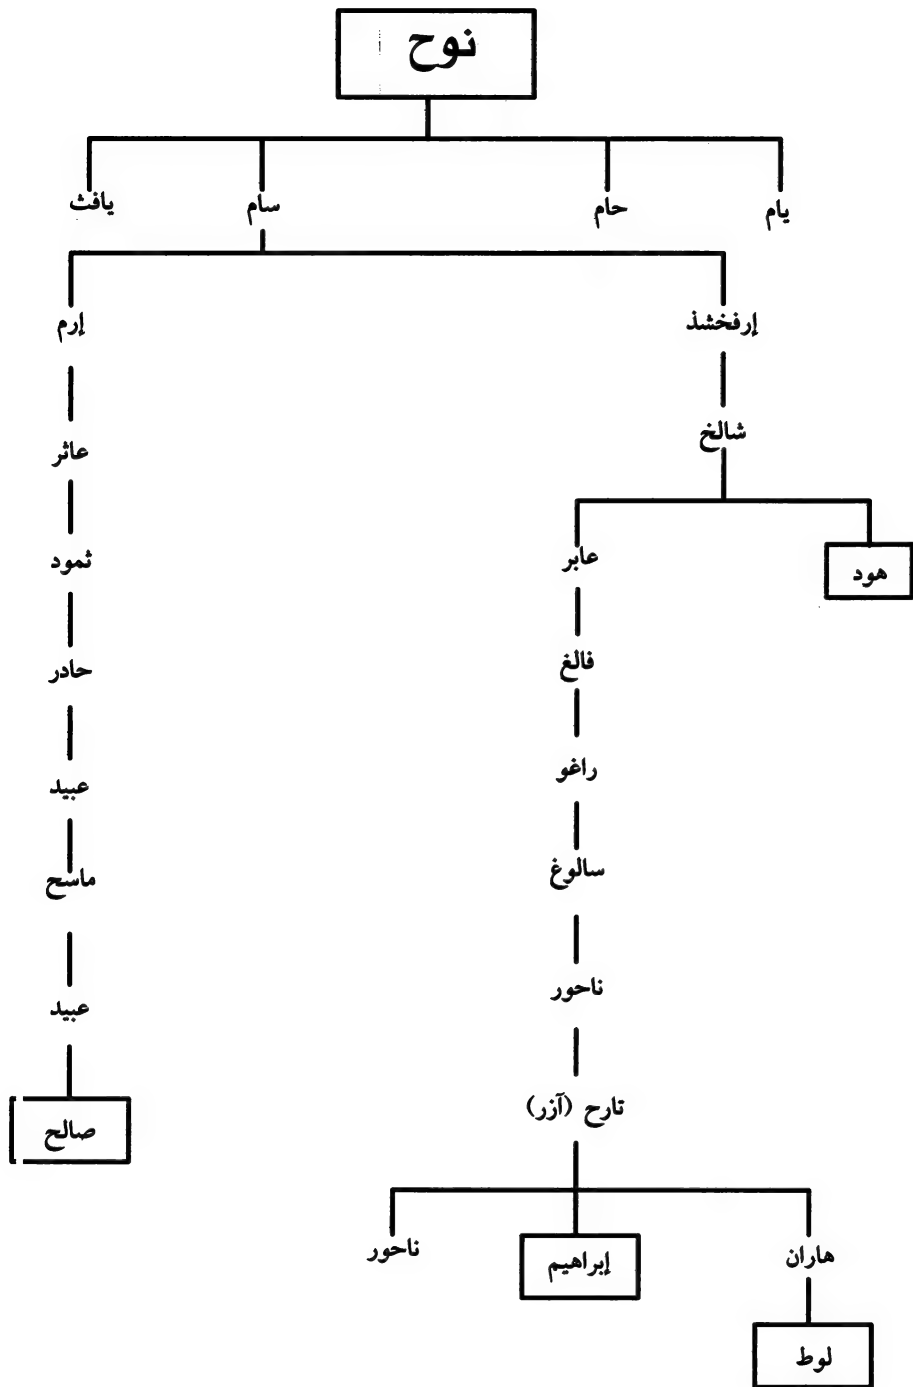 نوح
يام حام سام يافث
إرفخشذ إرم
شالخ عاثر
هود عابر ثمود
فالغ حادر
راغو عبيد
سالوغ ماسح
ناحور عبيد
تارح (آزر) صالح
هاران إبراهيم ناحور
لوط